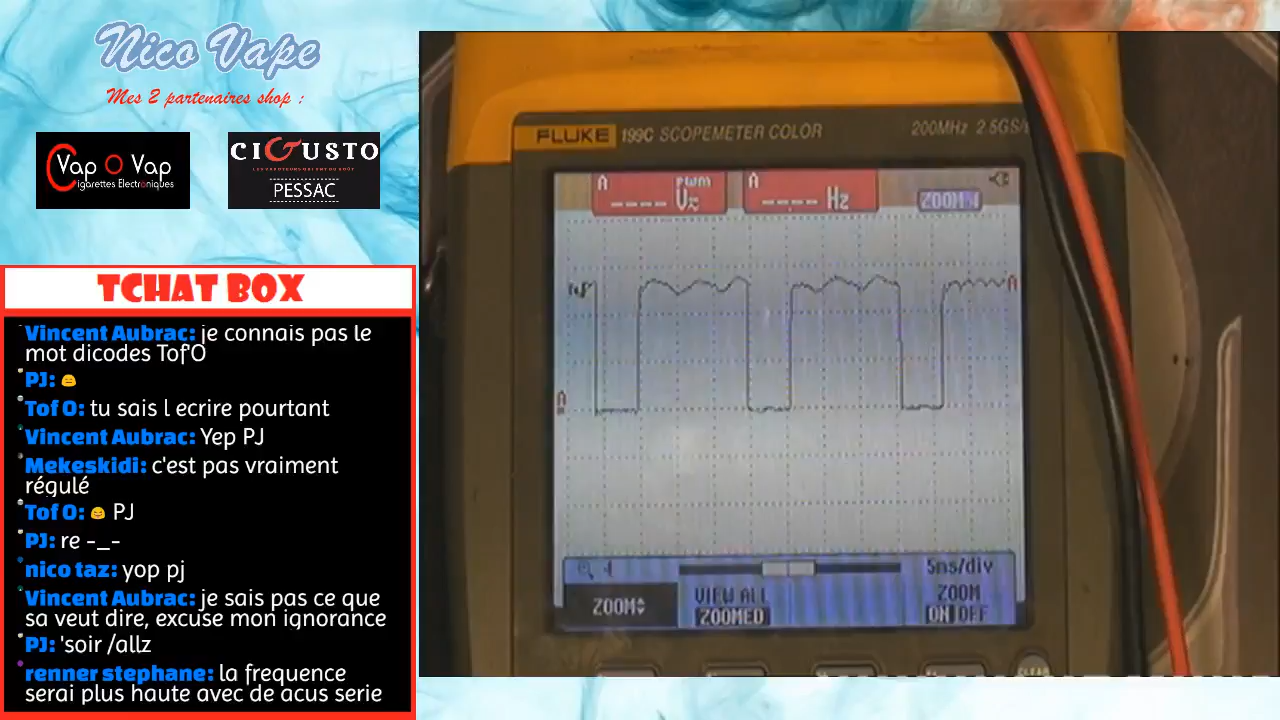 Nico Vape
Mes 2 partenaires shop :
Vap O Vap
Cigarettes Electroniques
CIGUSTO
PESSAC
TCHAT BOX
Vincent Aubrac: je connais pas le
mot dicodes Tof'O
PJ: 😑
Tof O: tu sais l ecrire pourtant
Vincent Aubrac: Yep PJ
Mekeskidi: c'est pas vraiment
régulé
Tof O: 😊 PJ
PJ: re -_-
nico taz: yop pj
Vincent Aubrac: je sais pas ce que
sa veut dire, excuse mon ignorance
PJ: 'soir /allz
renner stephane: la frequence
serai plus haute avec de acus serie
FLUKE 199C SCOPEMETER COLOR
200MHz 2.5GS/
A PWM
---- V
A
---- Hz
ZOOM
A
A
4
5ms/div
ZOOM
VIEW ALL
ZOOMED
ZOOM
ON OFF
CLEAR